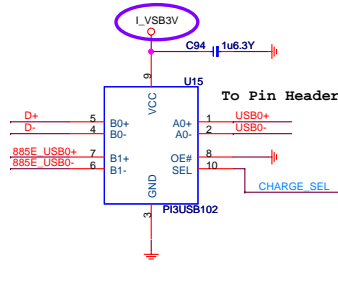 I_VSB3V
C94 1u6.3Y
9
U15
VCC
To Pin Header
D+ 5 B0+ A0+ 1 USB0+
D- 4 B0- A0- 2 USB0-
885E_USB0+ 7 B1+ OE# 8
885E_USB0- 6 B1- SEL 10
CHARGE_SEL
GND
3
PI3USB102